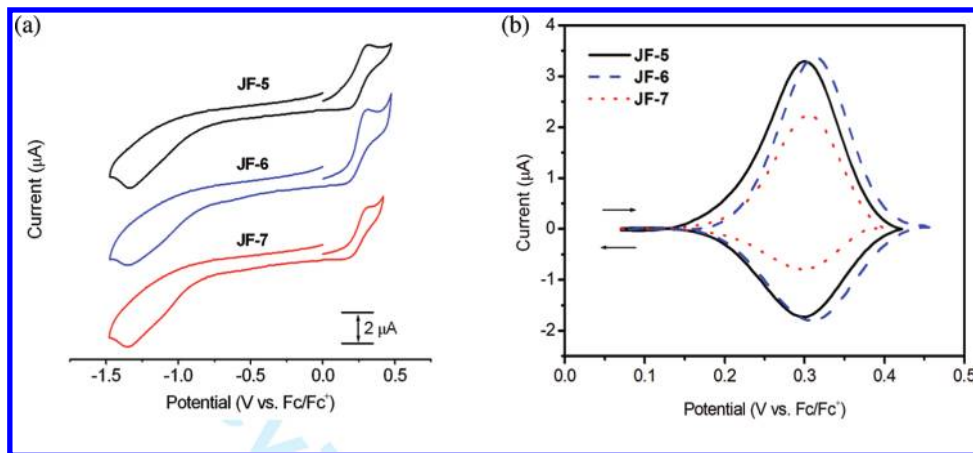 (a)
JF-5
JF-6
JF-7
2 μA
Current (μA)
-1.5 -1.0 -0.5 0.0 0.5
Potential (V vs. Fc/Fc⁺)
(b)
JF-5
JF-6
JF-7
4
3
2
1
0
-1
-2
Current (μA)
0.0 0.1 0.2 0.3 0.4 0.5
Potential (V vs. Fc/Fc⁺)